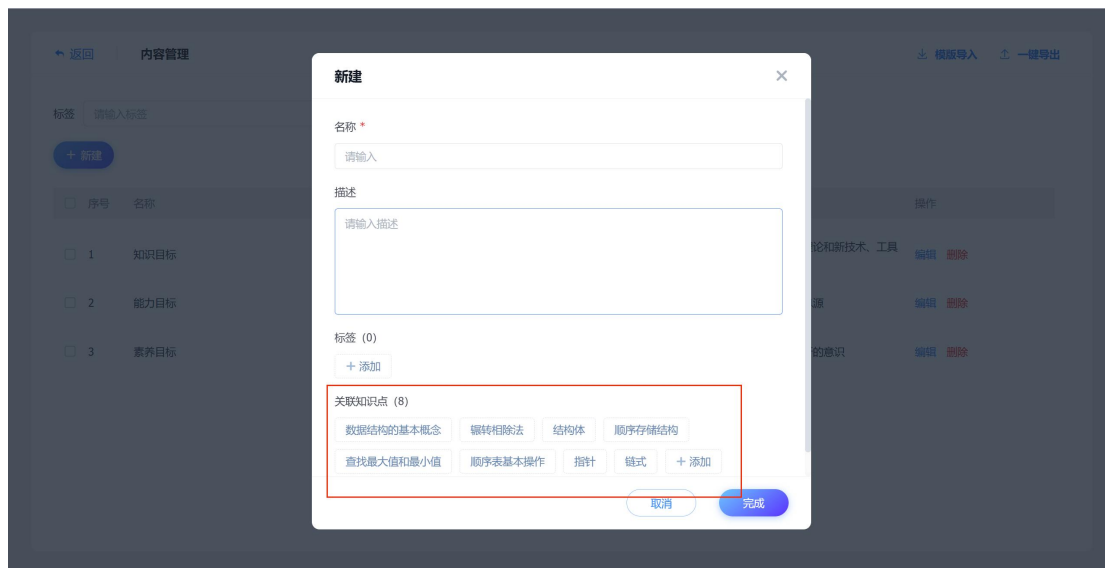 返回 内容管理 模版导入 一键导出
新建
名称 *
标签 请输入标签
请输入
+ 新建
描述
序号 名称 操作
请输入描述
1 知识目标 论和新技术、工具 编辑 删除
2 能力目标 源 编辑 删除
标签 (0)
3 素养目标 的意识 编辑 删除
+ 添加
关联知识点 (8)
数据结构的基本概念 辗转相除法 结构体 顺序存储结构
查找最大值和最小值 顺序表基本操作 指针 链式 + 添加
取消 完成